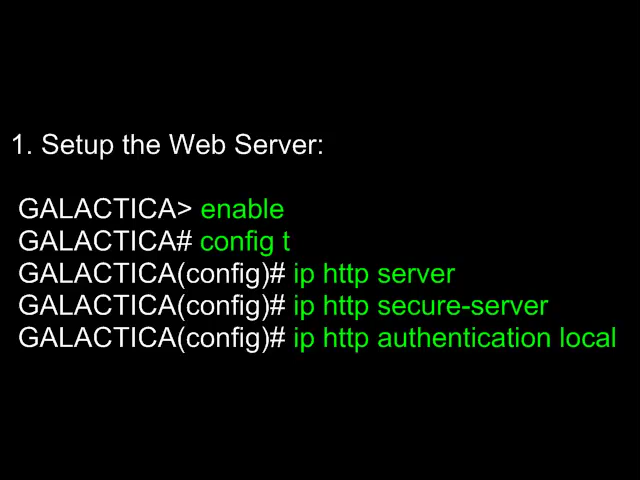 1. Setup the Web Server:
GALACTICA> enable
GALACTICA# config t
GALACTICA(config)# ip http server
GALACTICA(config)# ip http secure-server
GALACTICA(config)# ip http authentication local